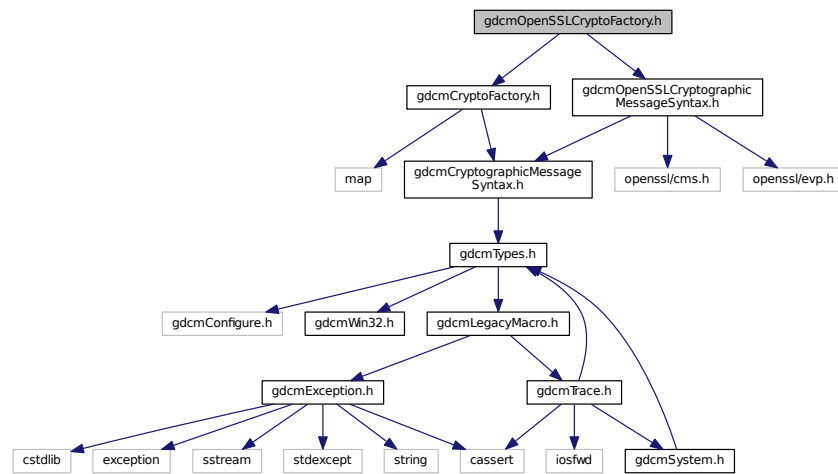 gdcmOpenSSLCryptoFactory.h
gdcmCryptoFactory.h
gdcmOpenSSLCryptographic
MessageSyntax.h
map
gdcmCryptographicMessage
Syntax.h
openssl/cms.h
openssl/evp.h
gdcmTypes.h
gdcmConfigure.h
gdcmWin32.h
gdcmLegacyMacro.h
gdcmException.h
gdcmTrace.h
cstdlib
exception
sstream
stdexcept
string
cassert
iosfwd
gdcmSystem.h